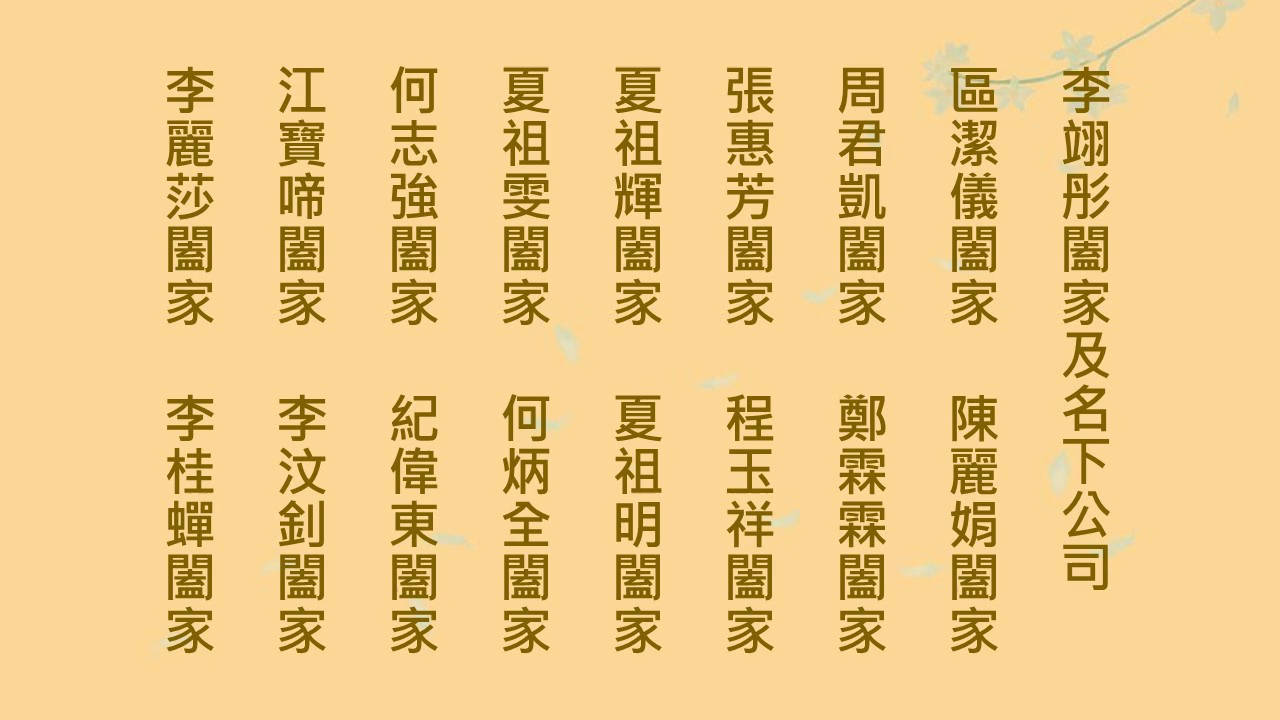 李翊彤闔家及名下公司
區潔儀闔家
陳麗娟闔家
周君凱闔家
鄭霖霖闔家
張惠芳闔家
程玉祥闔家
夏祖輝闔家
夏祖明闔家
夏祖雯闔家
何炳全闔家
何志強闔家
紀偉東闔家
江寶啼闔家
李汶釗闔家
李麗莎闔家
李桂蟬闔家